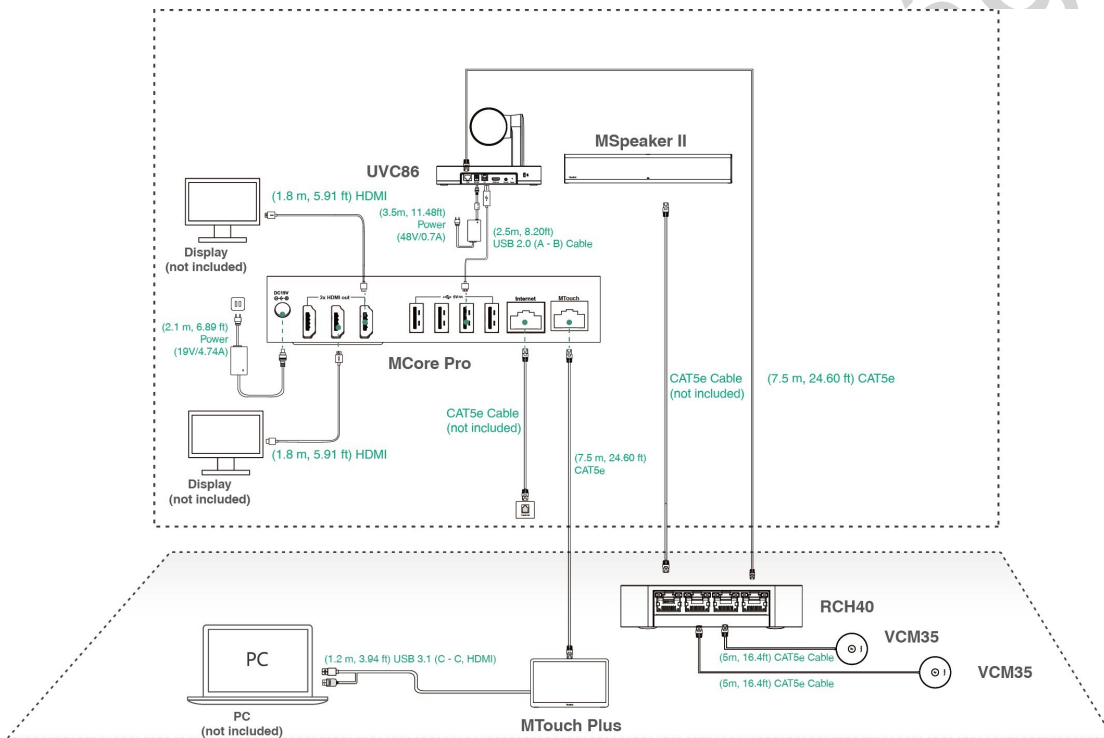 MSpeaker II
UVC86
(1.8 m, 5.91 ft) HDMI
(3.5m, 11.48ft)
Power
(48V/0.7A)
(2.5m, 8.20ft)
USB 2.0 (A - B) Cable
Display
(not included)
DC19V
2x HDMI out
Internet
MTouch
(2.1 m, 6.89 ft)
Power
(19V/4.74A)
MCore Pro
CAT5e Cable
(not included)
(7.5 m, 24.60 ft) CAT5e
CAT5e Cable
(not included)
(1.8 m, 5.91 ft) HDMI
(7.5 m, 24.60 ft)
CAT5e
Display
(not included)
RCH40
VCM35
PC
(1.2 m, 3.94 ft) USB 3.1 (C - C, HDMI)
(5m, 16.4ft) CAT5e Cable
VCM35
(5m, 16.4ft) CAT5e Cable
PC
(not included)
MTouch Plus